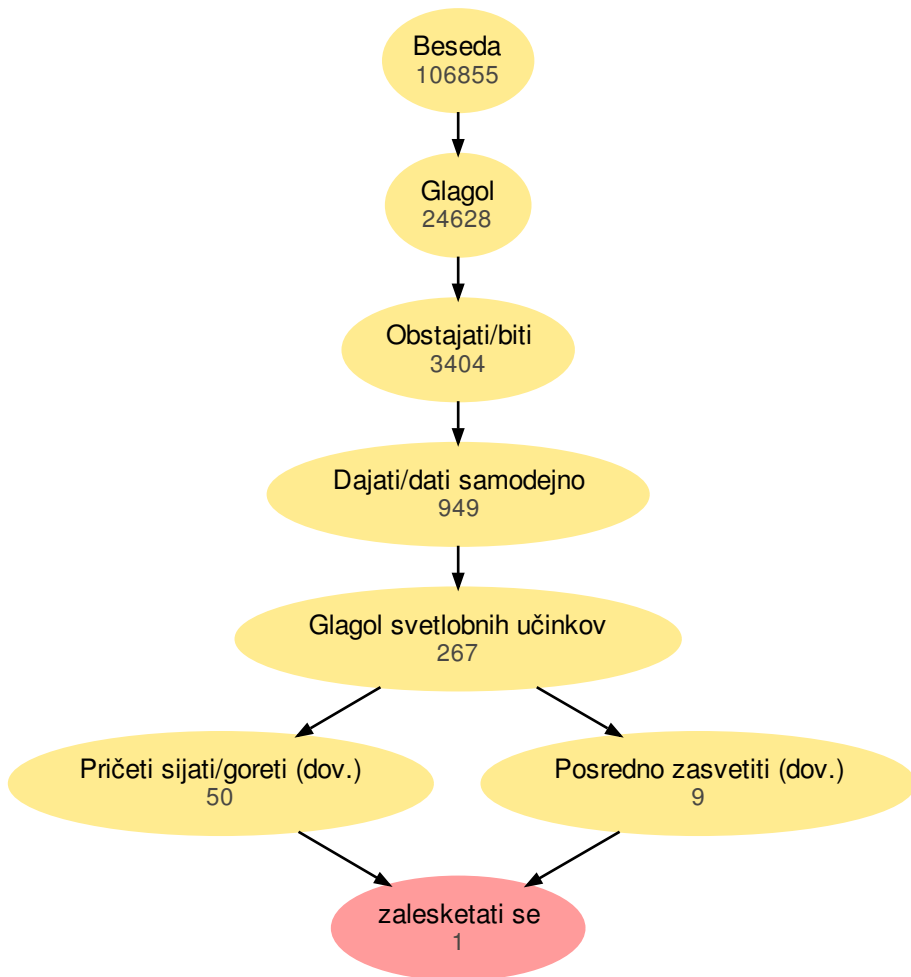 Beseda
106855
Glagol
24628
Obstajati/biti
3404
Dajati/dati samodejno
949
Glagol svetlobnih učinkov
267
Pričeti sijati/goreti (dov.)
50
Posredno zasvetiti (dov.)
9
zalesketati se
1